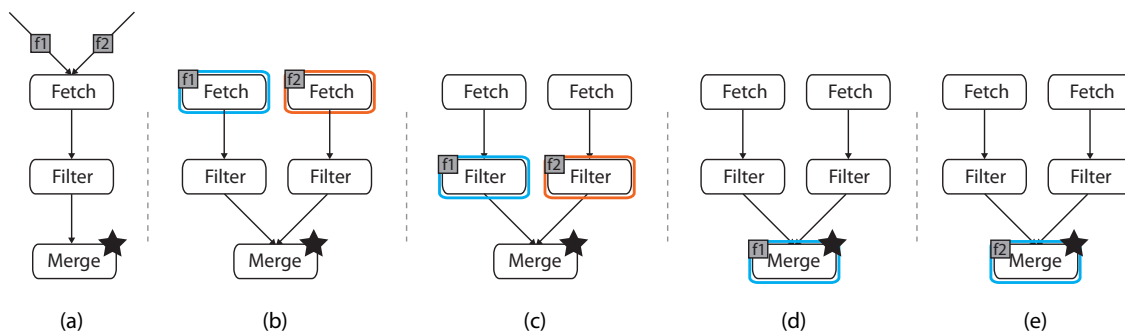 f1 f2
Fetch
Filter
Merge
(a)
f1 Fetch f2 Fetch
Filter Filter
Merge
(b)
Fetch Fetch
f1 Filter f2 Filter
Merge
(c)
Fetch Fetch
Filter Filter
f1 Merge
(d)
Fetch Fetch
Filter Filter
f2 Merge
(e)